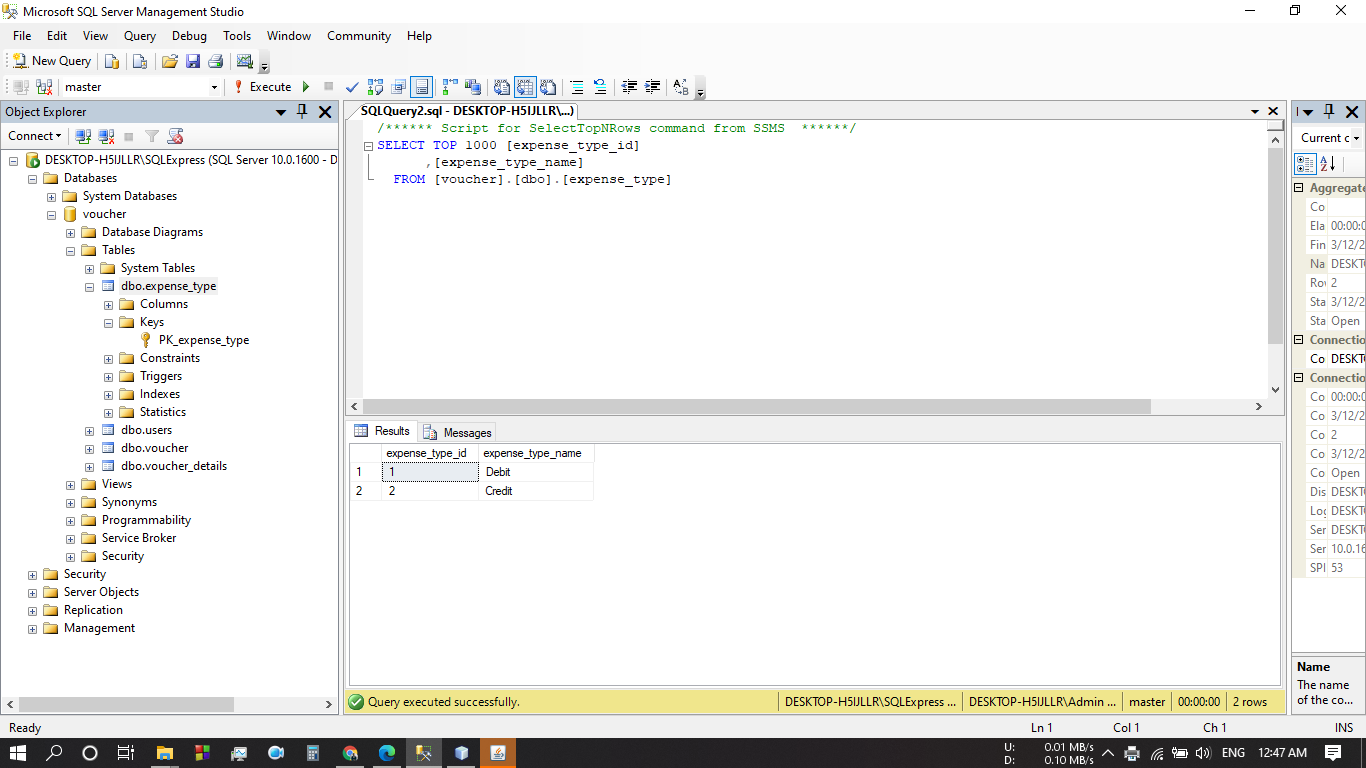 Microsoft SQL Server Management Studio
File Edit View Query Debug Tools Window Community Help
New Query
master Execute
Object Explorer
Connect
DESKTOP-H5IJLLR\SQLExpress (SQL Server 10.0.1600 - D
Databases
System Databases
voucher
Database Diagrams
Tables
System Tables
dbo.expense_type
Columns
Keys
PK_expense_type
Constraints
Triggers
Indexes
Statistics
dbo.users
dbo.voucher
dbo.voucher_details
Views
Synonyms
Programmability
Service Broker
Security
Security
Server Objects
Replication
Management
SQLQuery2.sql - DESKTOP-H5IJLLR\...)
/****** Script for SelectTopNRows command from SSMS ******/
SELECT TOP 1000 [expense_type_id]
,[expense_type_name]
FROM [voucher].[dbo].[expense_type]
Results Messages
expense_type_id expense_type_name
1 1 Debit
2 2 Credit
Query executed successfully. DESKTOP-H5IJLLR\SQLExpress ... DESKTOP-H5IJLLR\Admin ... master 00:00:00 2 rows
Current c
Aggregate
Co
Ela 00:00:0
Fin 3/12/2
Na DESKT
Ro 2
Sta 3/12/2
Sta Open
Connectio
Co DESKT
Connectio
Co 00:00:0
Co 3/12/2
Co 2
Co 3/12/2
Co Open
Dis DESKT
Log DESKT
Ser DESKT
Ser 10.0.16
SPI 53
Name
The name
of the co...
Ready Ln 1 Col 1 Ch 1 INS
U: 0.01 MB/s
D: 0.10 MB/s
ENG 12:47 AM